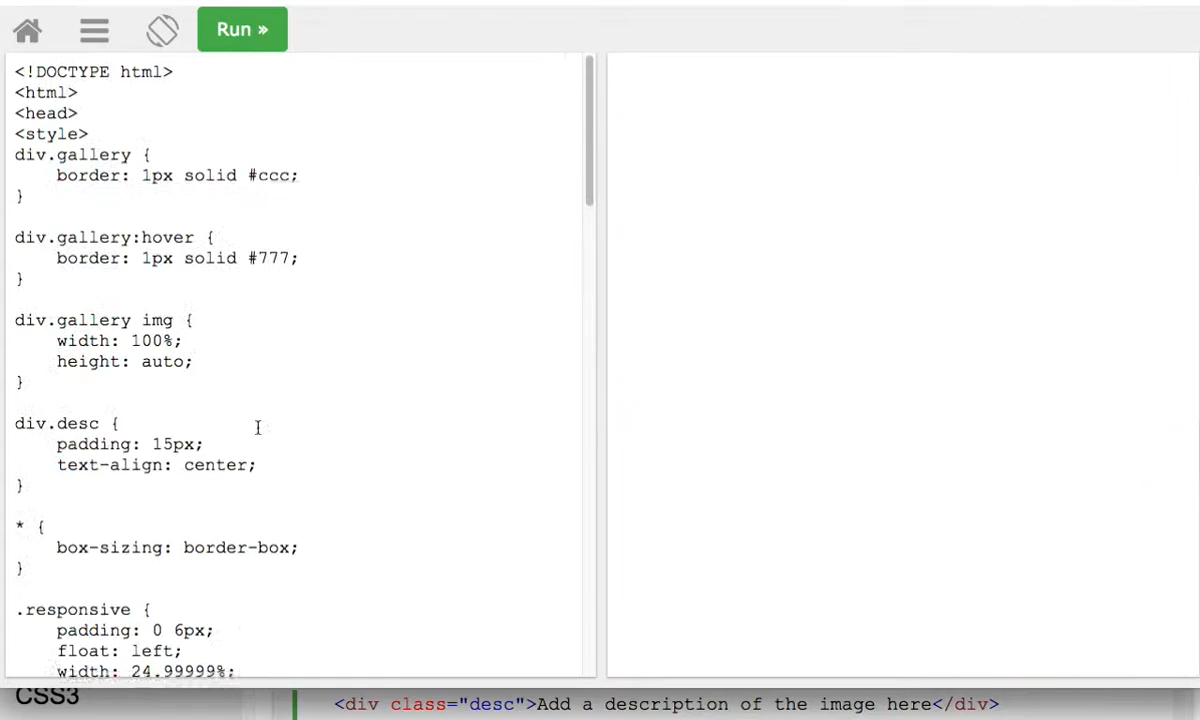 Run »
<!DOCTYPE html>
<html>
<head>
<style>
div.gallery {
    border: 1px solid #ccc;
}
div.gallery:hover {
    border: 1px solid #777;
}
div.gallery img {
    width: 100%;
    height: auto;
}
div.desc {
    padding: 15px;
    text-align: center;
}
* {
    box-sizing: border-box;
}
.responsive {
    padding: 0 6px;
    float: left;
    width: 24.99999%;
CSS3
<div class="desc">Add a description of the image here</div>